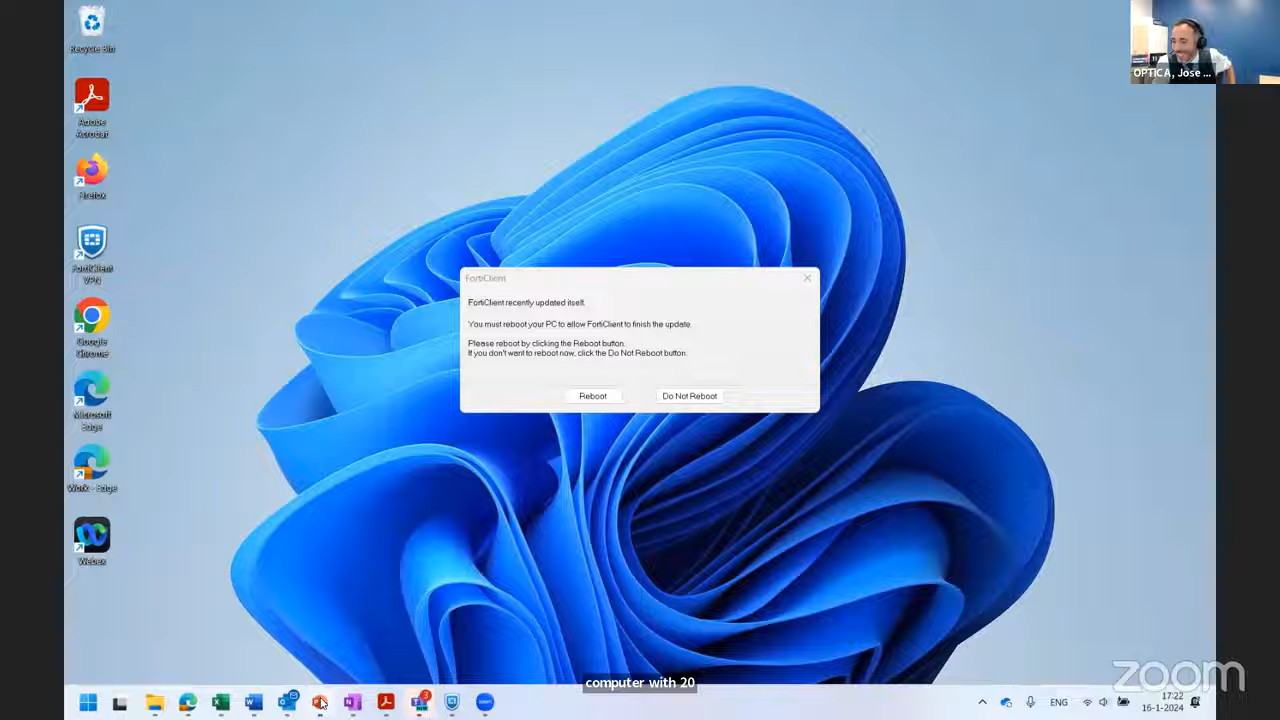 Recycle Bin
OPTICA, Jose ...
Adobe
Acrobat
Firefox
FortiClient
VPN
Google
Chrome
Microsoft
Edge
Work - Edge
Webex
FortiClient
FortiClient recently updated itself.
You must reboot your PC to allow FortiClient to finish the update.
Please reboot by clicking the Reboot button.
If you don't want to reboot now, click the Do Not Reboot button.
Reboot
Do Not Reboot
computer with 20
zoom
3
ENG
17:22
16-1-2024